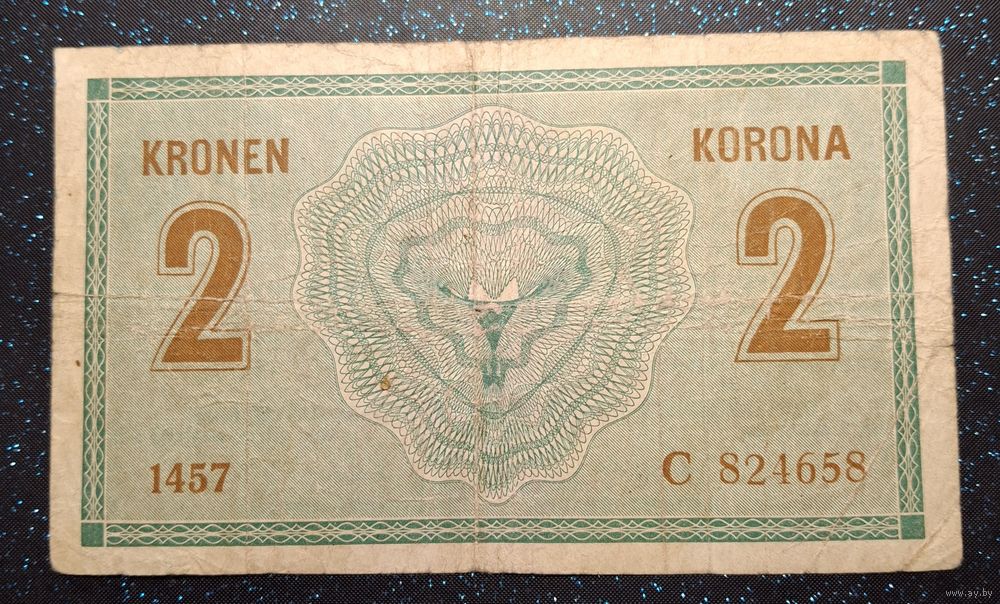 KRONEN KORONA
2 2
1457 C 824658
www.ay.by